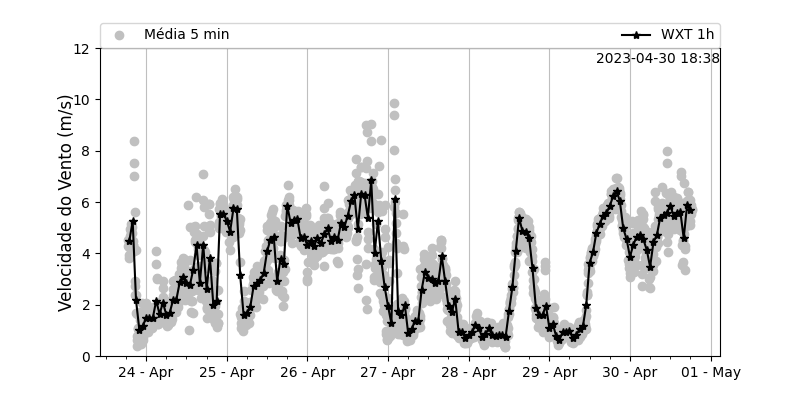 Média 5 min
WXT 1h
2023-04-30 18:38
Velocidade do Vento (m/s)
12
10
8
6
4
2
0
24 - Apr
25 - Apr
26 - Apr
27 - Apr
28 - Apr
29 - Apr
30 - Apr
01 - May